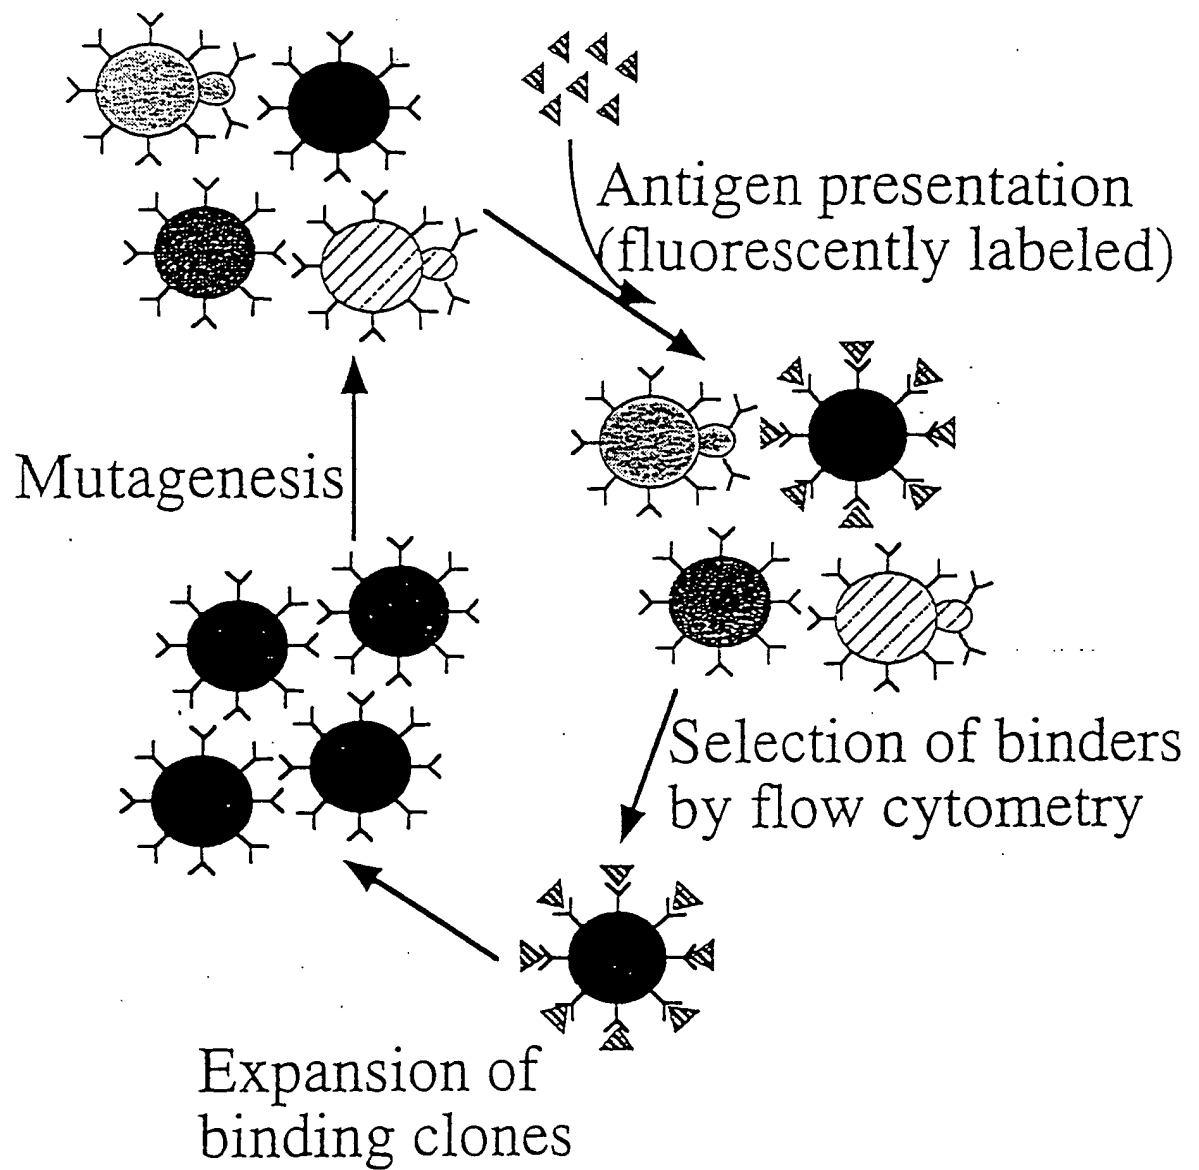 Antigen presentation
(fluorescently labeled)
Mutagenesis
Selection of binders
by flow cytometry
Expansion of
binding clones